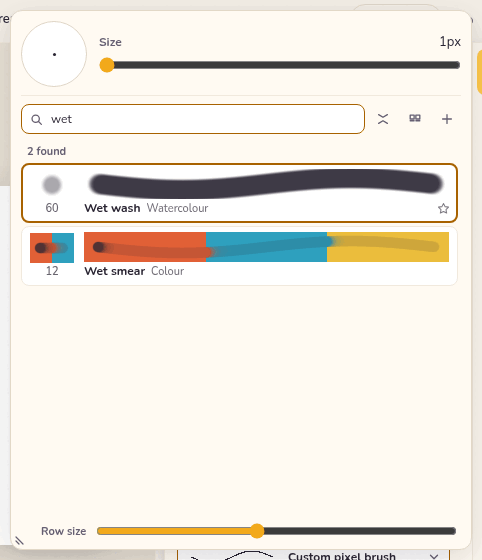 re
Size
1px
wet
2 found
60
Wet wash Watercolour
12
Wet smear Colour
Row size
Custom pixel brush